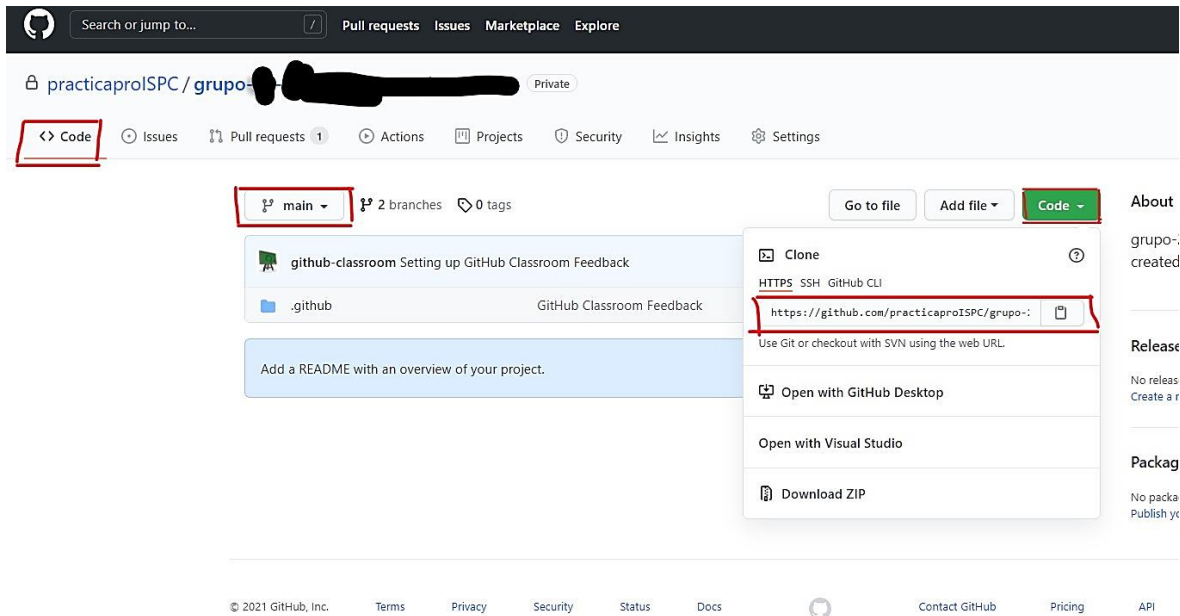 Search or jump to... / Pull requests Issues Marketplace Explore
practicaproISPC / grupo- Private
<> Code Issues Pull requests 1 Actions Projects Security Insights Settings
main 2 branches 0 tags Go to file Add file Code About
github-classroom Setting up GitHub Classroom Feedback
.github GitHub Classroom Feedback
Add a README with an overview of your project.
Clone
HTTPS SSH GitHub CLI
https://github.com/practicaproISPC/grupo-
Use Git or checkout with SVN using the web URL.
Open with GitHub Desktop
Open with Visual Studio
Download ZIP
grupo-
created
Release
No releas
Create a
Packag
No packa
Publish yo
© 2021 GitHub, Inc. Terms Privacy Security Status Docs Contact GitHub Pricing API